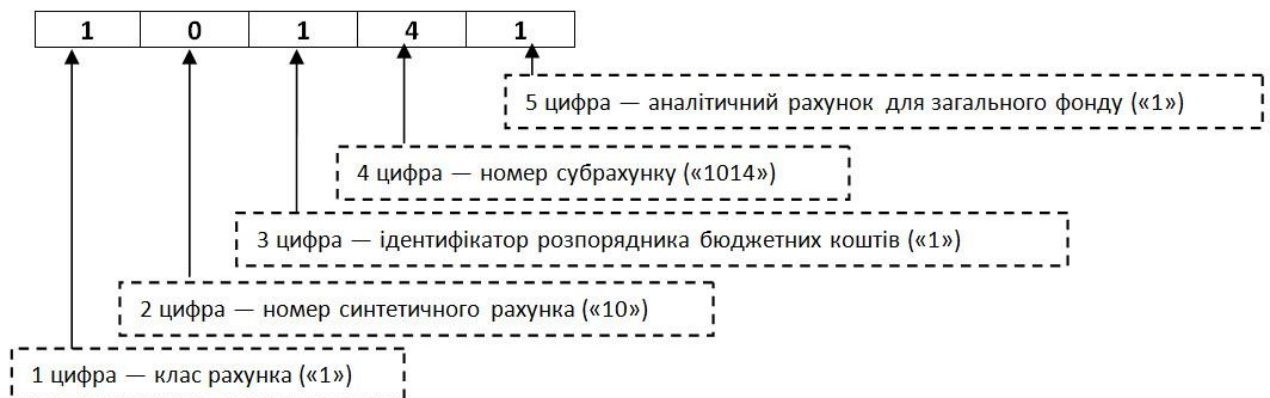 1 0 1 4 1
5 цифра — аналітичний рахунок для загального фонду («1»)
4 цифра — номер субрахунку («1014»)
3 цифра — ідентифікатор розпорядника бюджетних коштів («1»)
2 цифра — номер синтетичного рахунка («10»)
1 цифра — клас рахунка («1»)